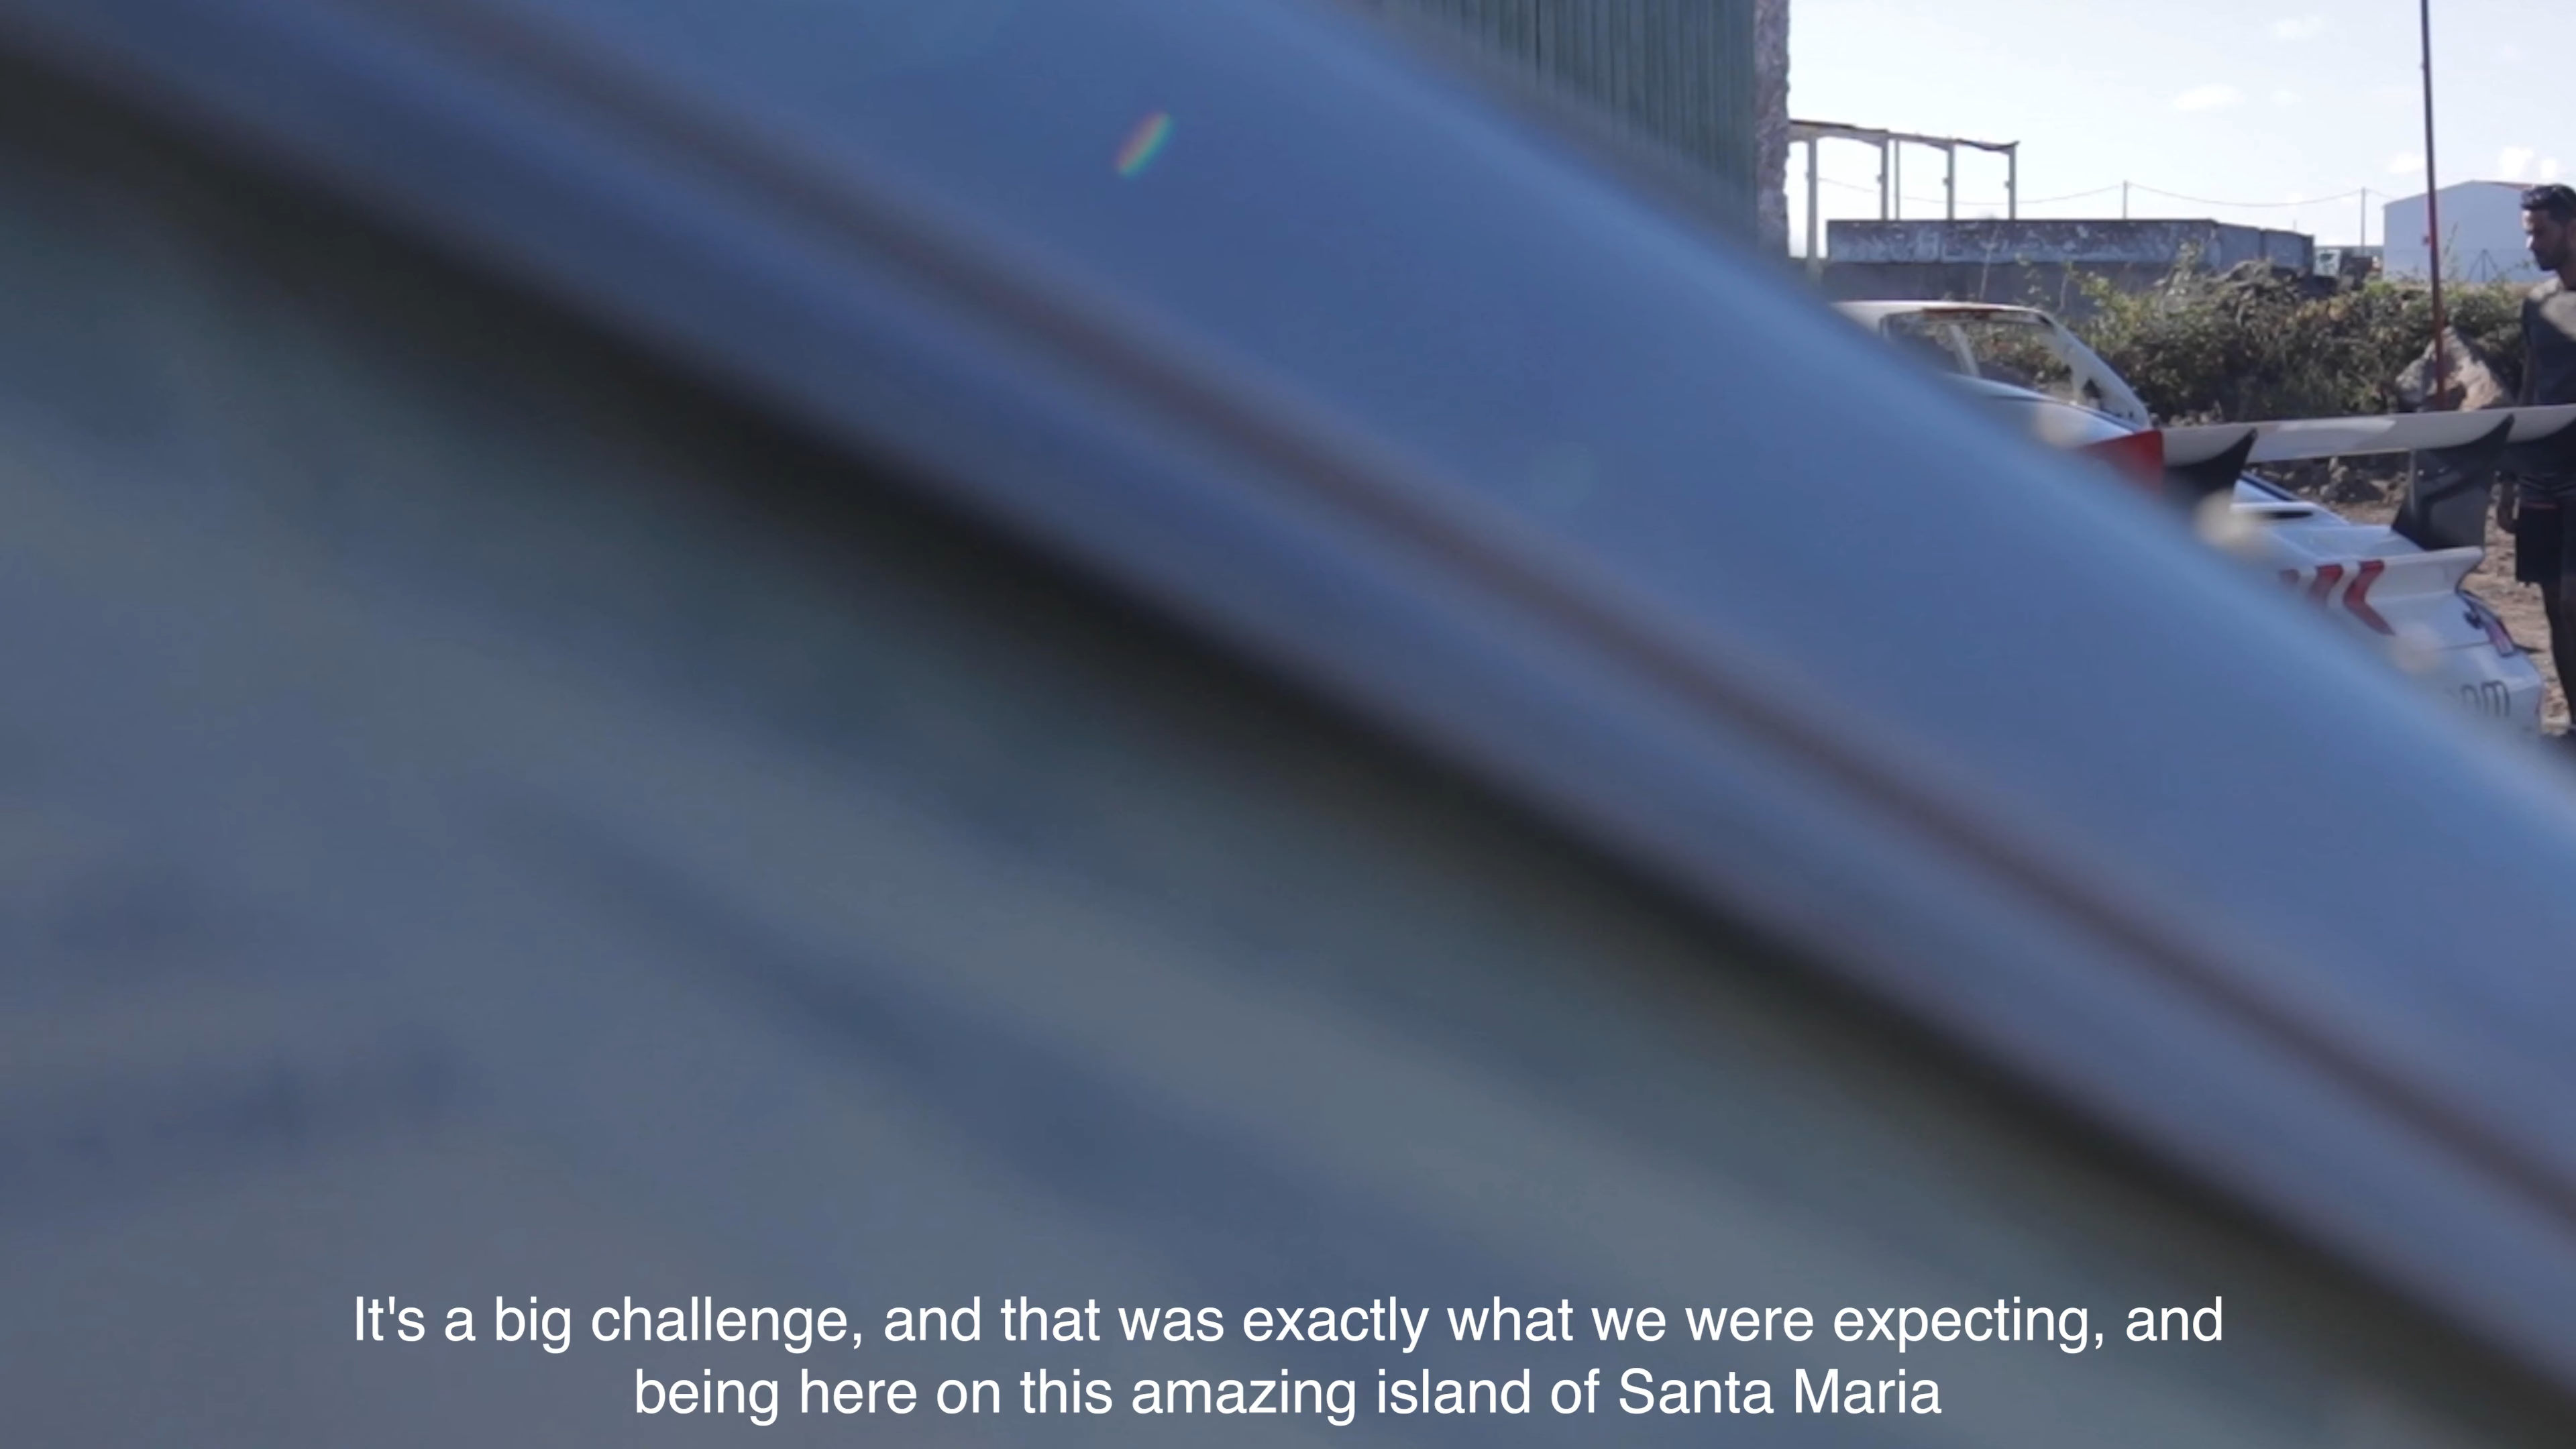 It's a big challenge, and that was exactly what we were expecting, and
being here on this amazing island of Santa Maria